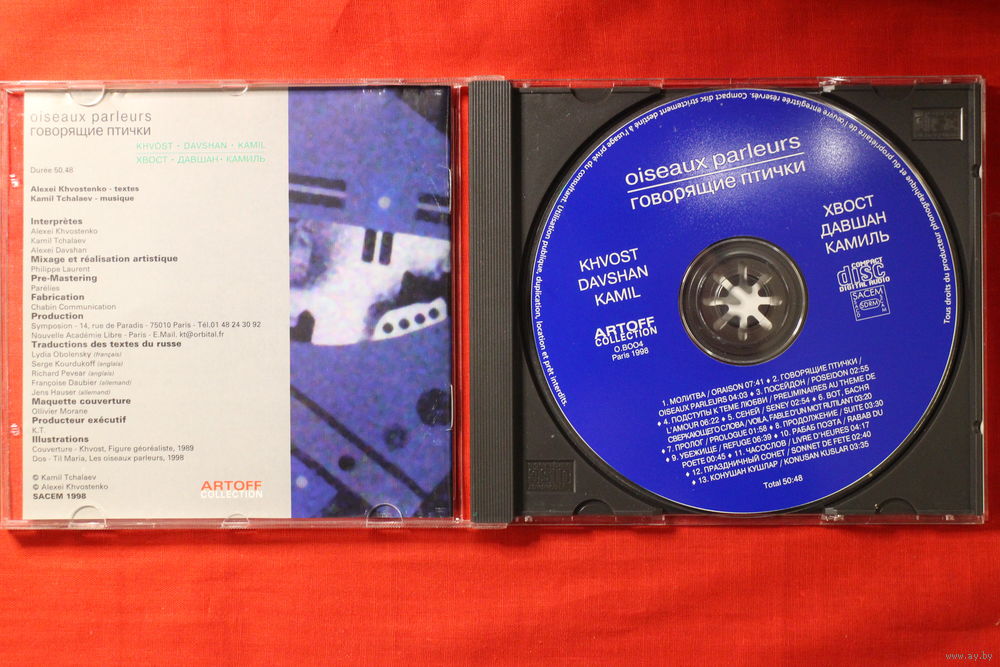 oiseaux parleurs
говорящие птички
KHVOST · DAVSHAN · KAMIL
ХВОСТ · ДАВШАН · КАМИЛЬ
Durée 50.48
Alexei Khvostenko - textes
Kamil Tchalaev - musique
Interprètes
Alexei Khvostenko
Kamil Tchalaev
Alexei Davshan
Mixage et réalisation artistique
Philippe Laurent
Pre-Mastering
Parélies
Fabrication
Chabin Communication
Production
Symposion - 14, rue de Paradis - 75010 Paris - Tél.01 48 24 30 92
Nouvelle Académie Libre - Paris - E.Mail. kt@orbital.fr
Traductions des textes du russe
Lydia Obolensky (français)
Serge Kourdukoff (anglais)
Richard Pevear (anglais)
Françoise Daubier (allemand)
Jens Hauser (allemand)
Maquette couverture
Ollivier Morane
Producteur exécutif
K.T.
Illustrations
Couverture - Khvost, Figure géoréaliste, 1989
Dos - Til Maria, Les oiseaux parleurs, 1998
© Kamil Tchalaev
© Alexei Khvostenko
SACEM 1998
ARTOFF
COLLECTION
Tous droits du producteur phonographique et du propriétaire de l'œuvre enregistrée réservés. Compact disc strictement destiné à l'usage privé du consultant. Utilisation publique, duplication, location et prêt interdits.
oiseaux parleurs
говорящие птички
KHVOST
DAVSHAN
KAMIL
ХВОСТ
ДАВШАН
КАМИЛЬ
COMPACT
disc
DIGITAL AUDIO
SACEM
SDRM
ARTOFF
COLLECTION
O.BOO4
Paris 1998
1. МОЛИТВА / ORAISON 07:41 ♦ 2. ГОВОРЯЩИЕ ПТИЧКИ /
OISEAUX PARLEURS 04:03 ♦ 3. ПОСЕЙДОН / POSEIDON 02:55
♦ 4. ПОДСТУПЫ К ТЕМЕ ЛЮБВИ / PRELIMINAIRES AU THEME DE
L'AMOUR 06:22 ♦ 5. СЕНЕЙ / SENEY 02:54 ♦ 6. ВОТ, БАСНЯ
СВЕРКАЮЩЕГО СЛОВА / VOILA, FABLE D'UN MOT RUTILANT 03:20
♦ 7. ПРОЛОГ / PROLOGUE 01:58 ♦ 8. ПРОДОЛЖЕНИЕ / SUITE 03:30
♦ 9. УБЕЖИЩЕ / REFUGE 06:39 ♦ 10. РАБАБ ПОЭТА / RABAB DU
POETE 00:45 ♦ 11. ЧАСОСЛОВ / LIVRE D'HEURES 04:17
♦ 12. ПРАЗДНИЧНЫЙ СОНЕТ / SONNET DE FETE 02:40
♦ 13. КОНУШАН КУШЛАР / KONUSAN KUSLAR 03:35
Total 50:48
www.ay.by